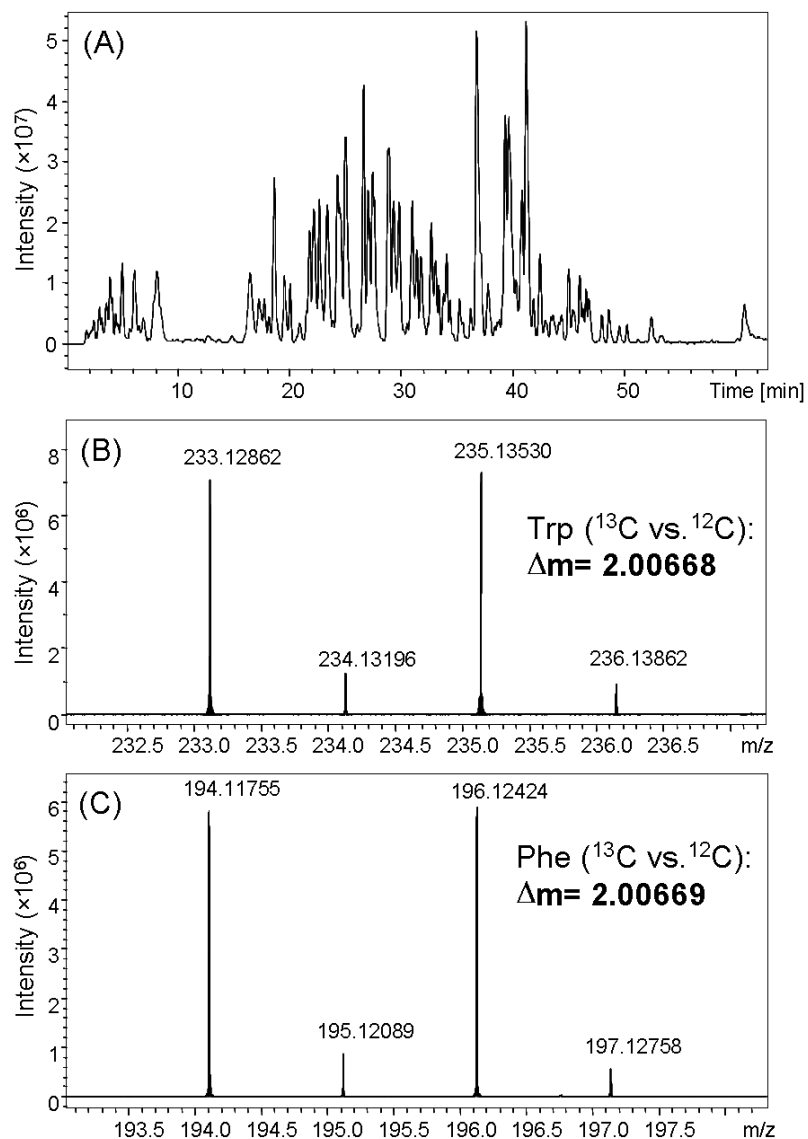 (A)
Intensity (×10⁷)
5
4
3
2
1
0
10 20 30 40 50 Time [min]
(B)
Intensity (×10⁶)
8
6
4
2
0
233.12862
234.13196
235.13530
236.13862
Trp (¹³C vs.¹²C):
Δm= 2.00668
232.5 233.0 233.5 234.0 234.5 235.0 235.5 236.0 236.5 m/z
(C)
Intensity (×10⁶)
6
5
4
3
2
1
0
194.11755
195.12089
196.12424
197.12758
Phe (¹³C vs.¹²C):
Δm= 2.00669
193.5 194.0 194.5 195.0 195.5 196.0 196.5 197.0 197.5 m/z